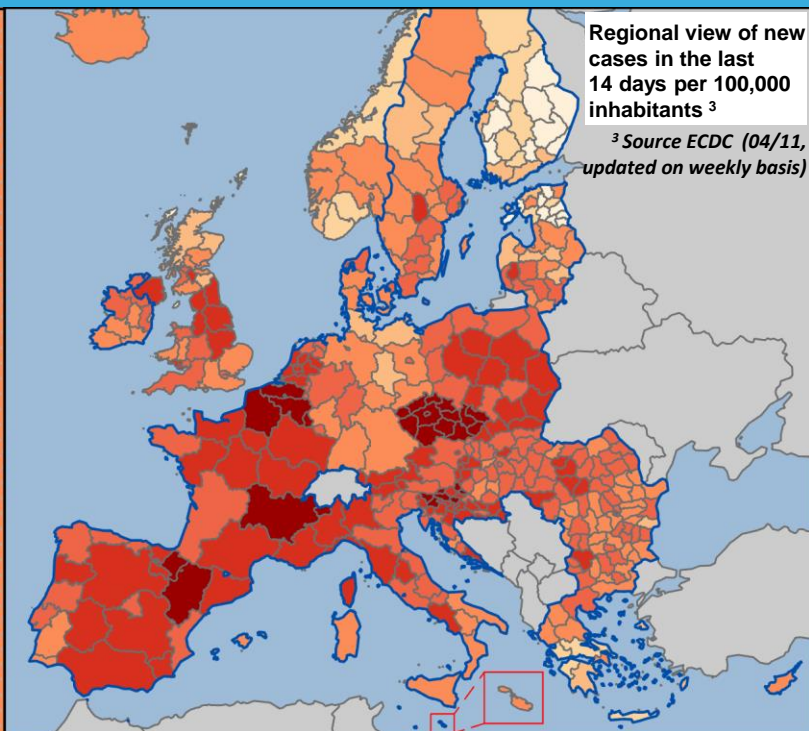 Regional view of new
cases in the last
14 days per 100,000
inhabitants ³
³ Source ECDC (04/11,
updated on weekly basis)